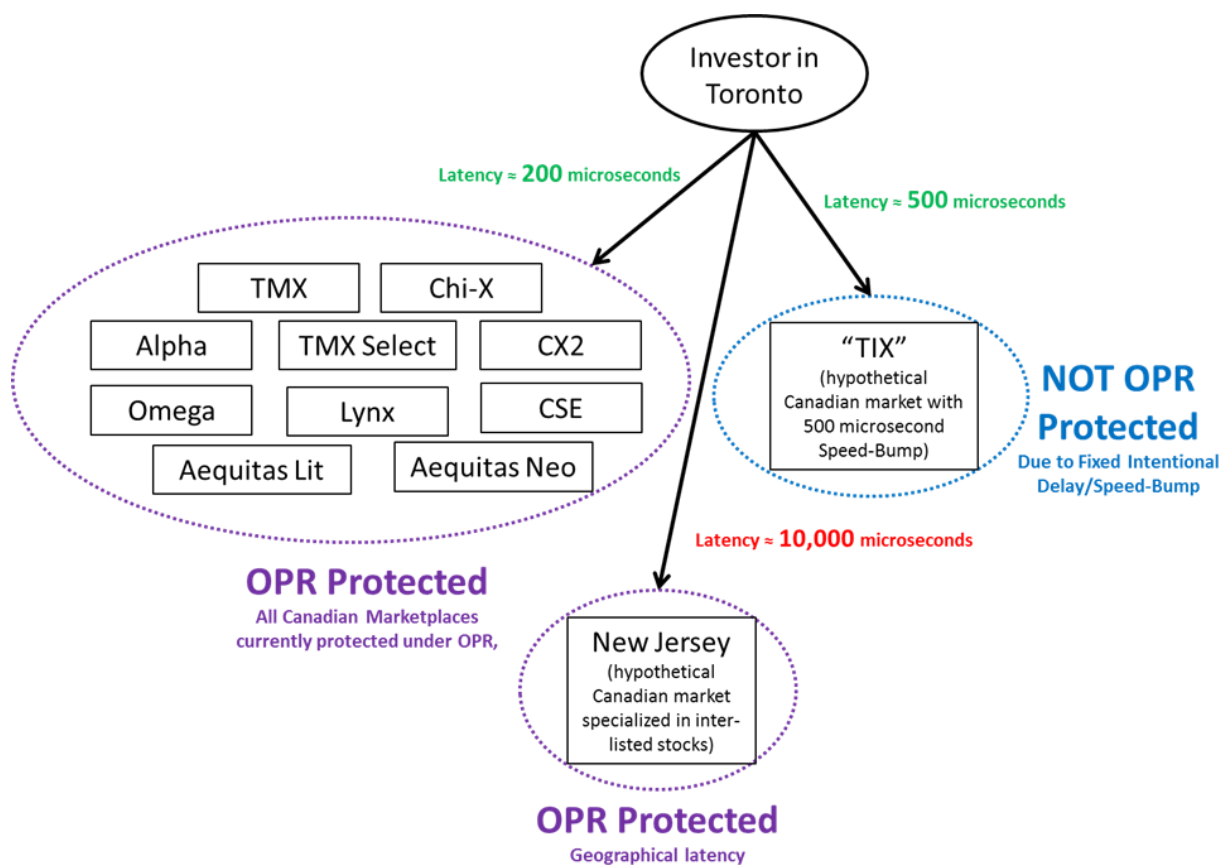 Investor in
Toronto
Latency ≈ 200 microseconds
Latency ≈ 500 microseconds
TMX
Chi-X
Alpha
TMX Select
CX2
Omega
Lynx
CSE
Aequitas Lit
Aequitas Neo
“TIX”
(hypothetical
Canadian market with
500 microsecond
Speed-Bump)
NOT OPR
Protected
Due to Fixed Intentional
Delay/Speed-Bump
Latency ≈ 10,000 microseconds
OPR Protected
All Canadian Marketplaces
currently protected under OPR,
New Jersey
(hypothetical
Canadian market
specialized in inter-
listed stocks)
OPR Protected
Geographical latency